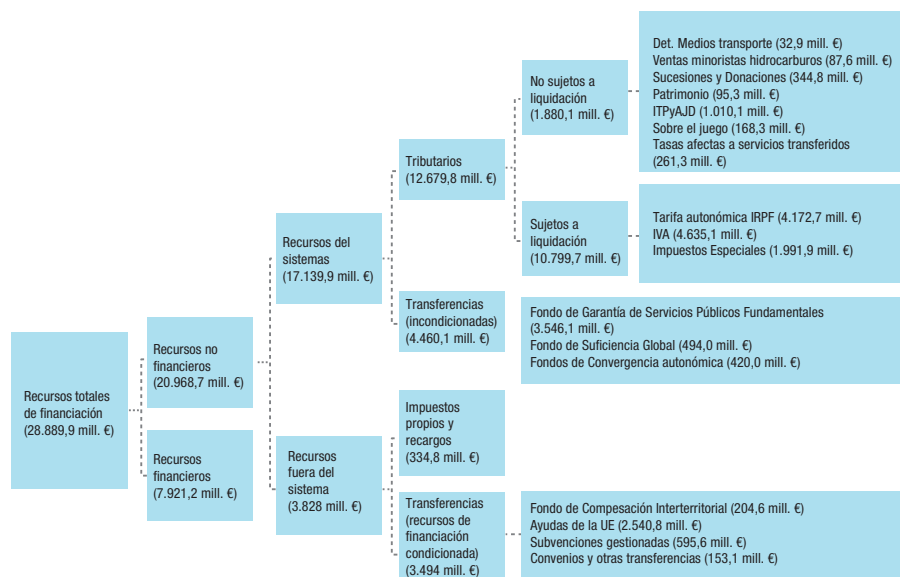 Recursos totales
de financiación
(28.889,9 mill. €)
Recursos no
financieros
(20.968,7 mill. €)
Recursos
financieros
(7.921,2 mill. €)
Recursos del
sistemas
(17.139,9 mill. €)
Recursos
fuera del
sistema
(3.828 mill. €)
Tributarios
(12.679,8 mill. €)
Transferencias
(incondicionadas)
(4.460,1 mill. €)
Impuestos
propios y
recargos
(334,8 mill. €)
Transferencias
(recursos de
financiación
condicionada)
(3.494 mill. €)
No sujetos a
liquidación
(1.880,1 mill. €)
Sujetos a
liquidación
(10.799,7 mill. €)
Det. Medios transporte (32,9 mill. €)
Ventas minoristas hidrocarburos (87,6 mill. €)
Sucesiones y Donaciones (344,8 mill. €)
Patrimonio (95,3 mill. €)
ITPyAJD (1.010,1 mill. €)
Sobre el juego (168,3 mill. €)
Tasas afectas a servicios transferidos
(261,3 mill. €)
Tarifa autonómica IRPF (4.172,7 mill. €)
IVA (4.635,1 mill. €)
Impuestos Especiales (1.991,9 mill. €)
Fondo de Garantía de Servicios Públicos Fundamentales
(3.546,1 mill. €)
Fondo de Suficiencia Global (494,0 mill. €)
Fondos de Convergencia autonómica (420,0 mill. €)
Fondo de Compesación Interterritorial (204,6 mill. €)
Ayudas de la UE (2.540,8 mill. €)
Subvenciones gestionadas (595,6 mill. €)
Convenios y otras transferencias (153,1 mill. €)